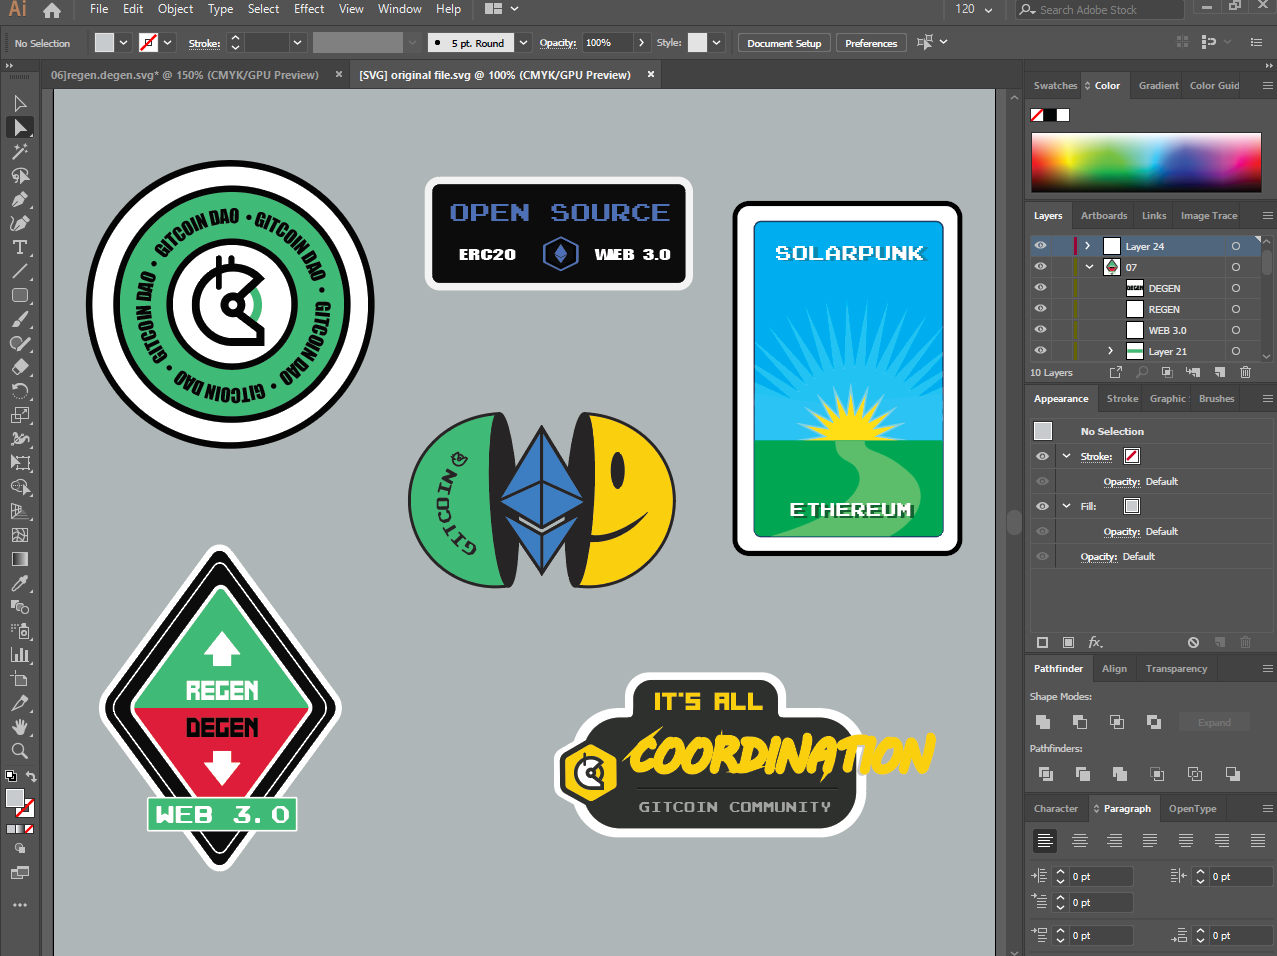 Ai
File Edit Object Type Select Effect View Window Help
120
Search Adobe Stock
No Selection
Stroke:
5 pt. Round
Opacity:
100%
Style:
Document Setup
Preferences
06]regen.degen.svg* @ 150% (CMYK/GPU Preview) ×
[SVG] original file.svg @ 100% (CMYK/GPU Preview) ×
GITCOIN DAO • GITCOIN DAO • GITCOIN DAO • GITCOIN DAO • GITCOIN DAO • GITCOIN DAO •
OPEN SOURCE
ERC20 WEB 3.0
SOLARPUNK
ETHEREUM
GITCOIN
REGEN
DEGEN
WEB 3.0
IT'S ALL
COORDINATION
GITCOIN COMMUNITY
Swatches Color Gradient Color Guid
Layers Artboards Links Image Trace
Layer 24
07
DEGEN
REGEN
WEB 3.0
Layer 21
10 Layers
Appearance Stroke Graphic Brushes
No Selection
Stroke:
Opacity: Default
Fill:
Opacity: Default
Opacity: Default
fx
Pathfinder Align Transparency
Shape Modes:
Expand
Pathfinders:
Character Paragraph OpenType
0 pt 0 pt
0 pt
0 pt 0 pt